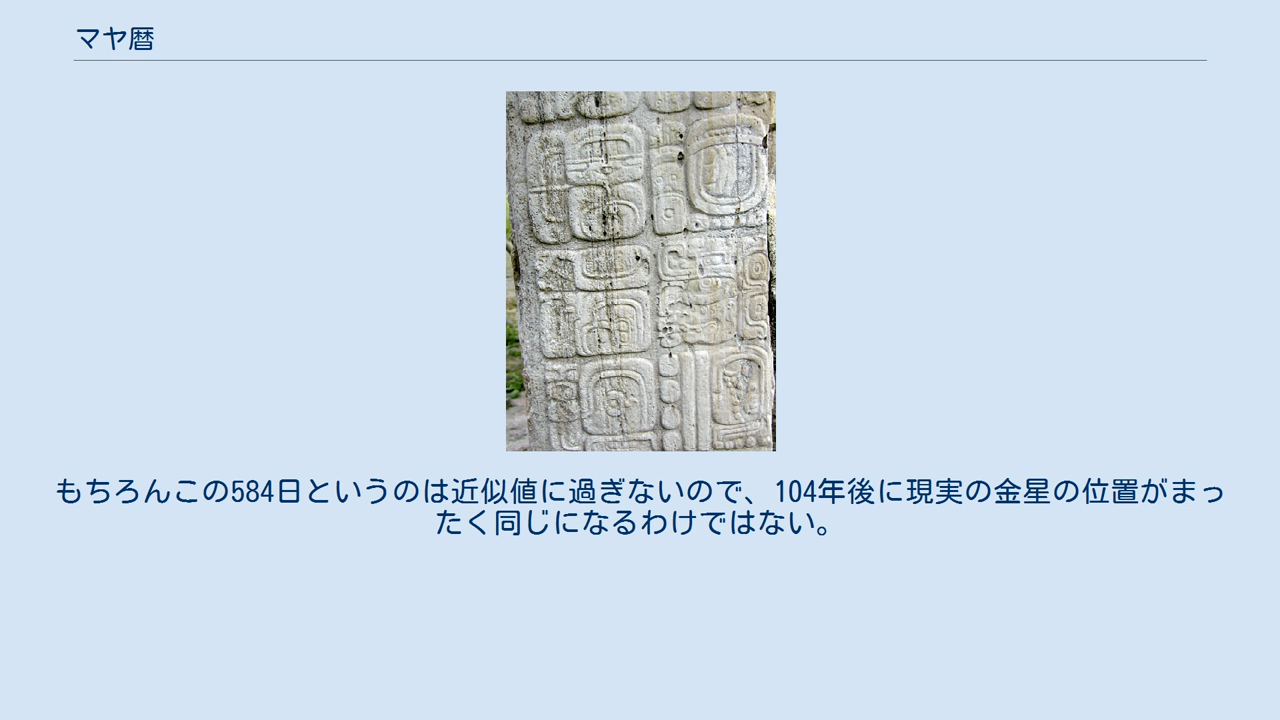 マヤ暦
もちろんこの584日というのは近似値に過ぎないので、104年後に現実の金星の位置がまっ
たく同じになるわけではない。